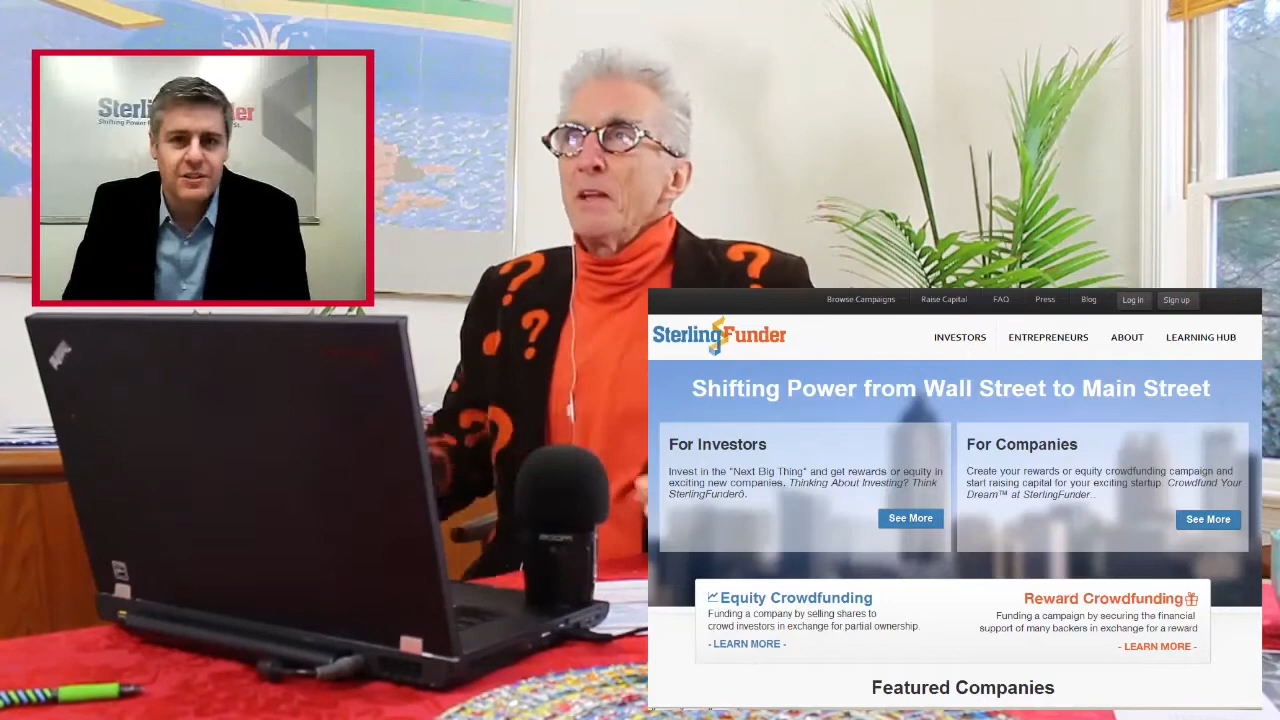 Sterling Funder
Browse Campaigns
Raise Capital
FAQ
Press
Blog
Log in
Sign up
SterlingFunder
INVESTORS
ENTREPRENEURS
ABOUT
LEARNING HUB
Shifting Power from Wall Street to Main Street
For Investors
Invest in the "Next Big Thing" and get rewards or equity in
exciting new companies. Thinking About Investing? Think
SterlingFunderö.
See More
For Companies
Create your rewards or equity crowdfunding campaign and
start raising capital for your exciting startup. Crowdfund Your
Dream™ at SterlingFunder..
See More
Equity Crowdfunding
Funding a company by selling shares to
crowd investors in exchange for partial ownership.
- LEARN MORE -
Reward Crowdfunding
Funding a campaign by securing the financial
support of many backers in exchange for a reward
- LEARN MORE -
Featured Companies
zoom